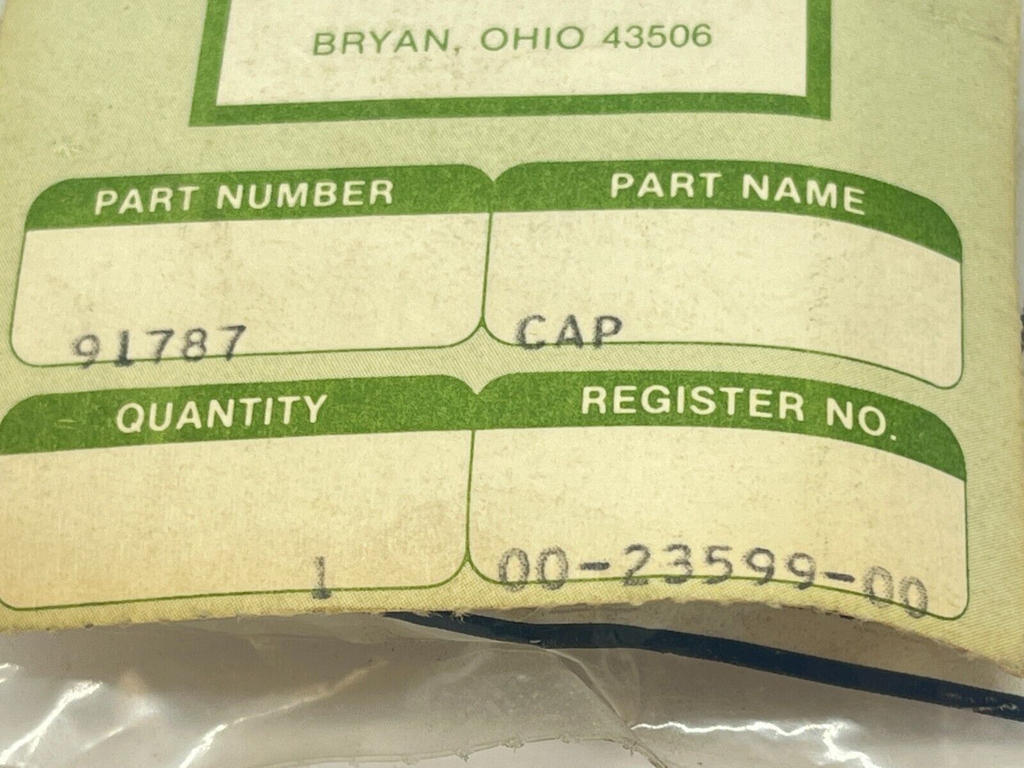 BRYAN, OHIO 43506
PART NUMBER
PART NAME
91787
CAP
QUANTITY
REGISTER NO.
1
00-23599-00